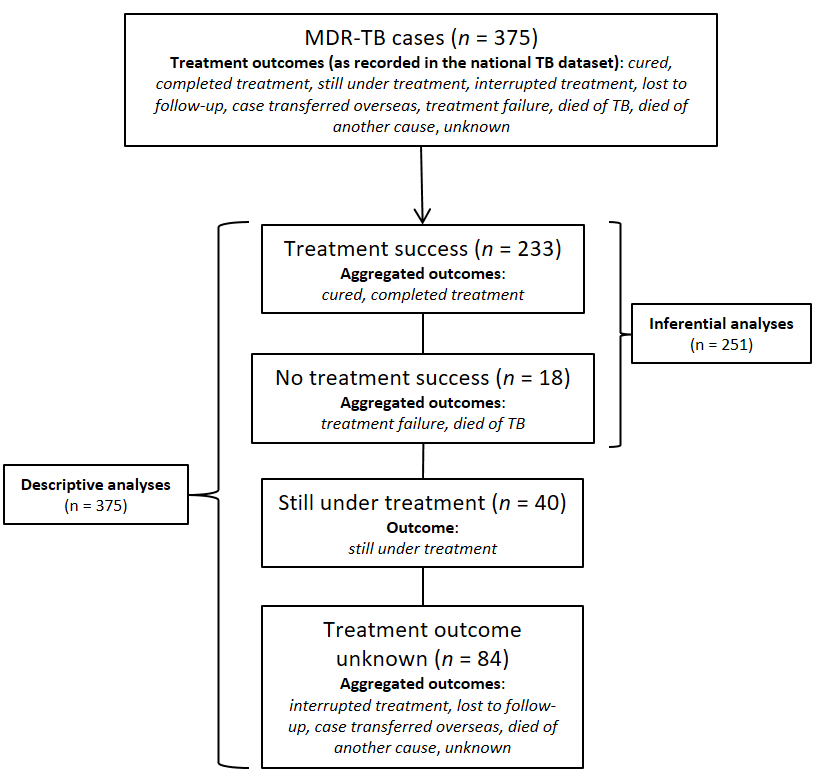 MDR-TB cases (n = 375)
Treatment outcomes (as recorded in the national TB dataset): cured,
completed treatment, still under treatment, interrupted treatment, lost to
follow-up, case transferred overseas, treatment failure, died of TB, died of
another cause, unknown
Treatment success (n = 233)
Aggregated outcomes:
cured, completed treatment
Inferential analyses
(n = 251)
No treatment success (n = 18)
Aggregated outcomes:
treatment failure, died of TB
Descriptive analyses
(n = 375)
Still under treatment (n = 40)
Outcome:
still under treatment
Treatment outcome
unknown (n = 84)
Aggregated outcomes:
interrupted treatment, lost to follow-
up, case transferred overseas, died of
another cause, unknown